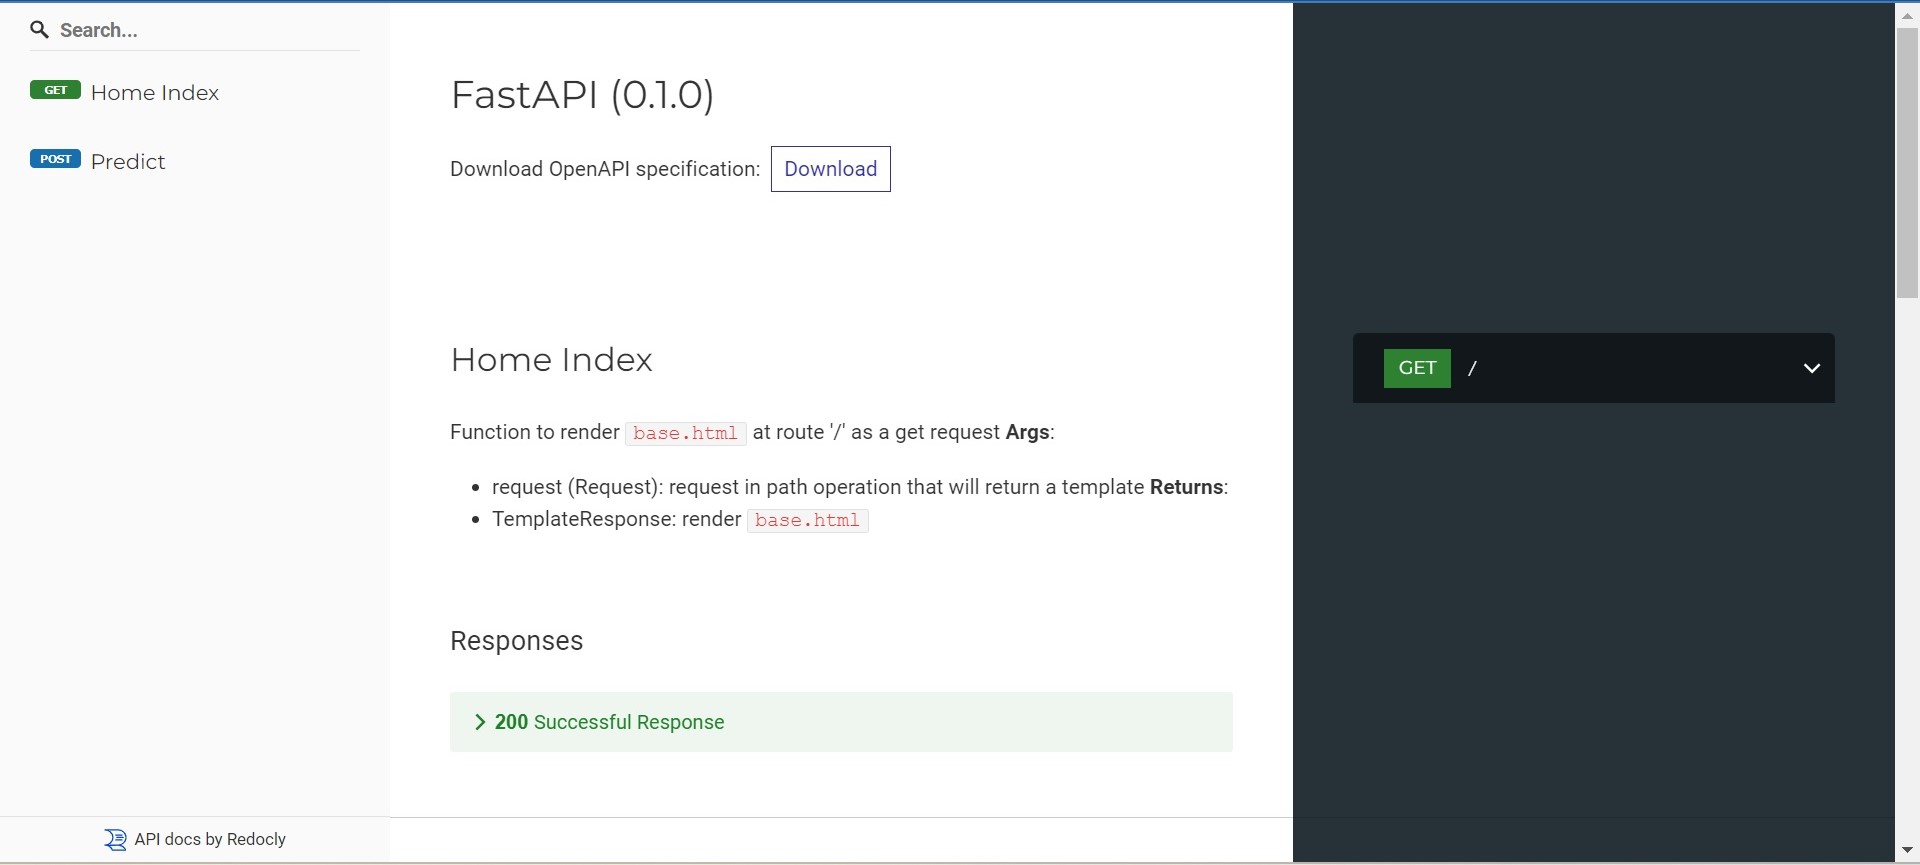 Search...
GET Home Index
POST Predict
FastAPI (0.1.0)
Download OpenAPI specification: Download
Home Index
Function to render base.html at route '/' as a get request Args:
• request (Request): request in path operation that will return a template Returns:
• TemplateResponse: render base.html
Responses
200 Successful Response
GET /
API docs by Redocly